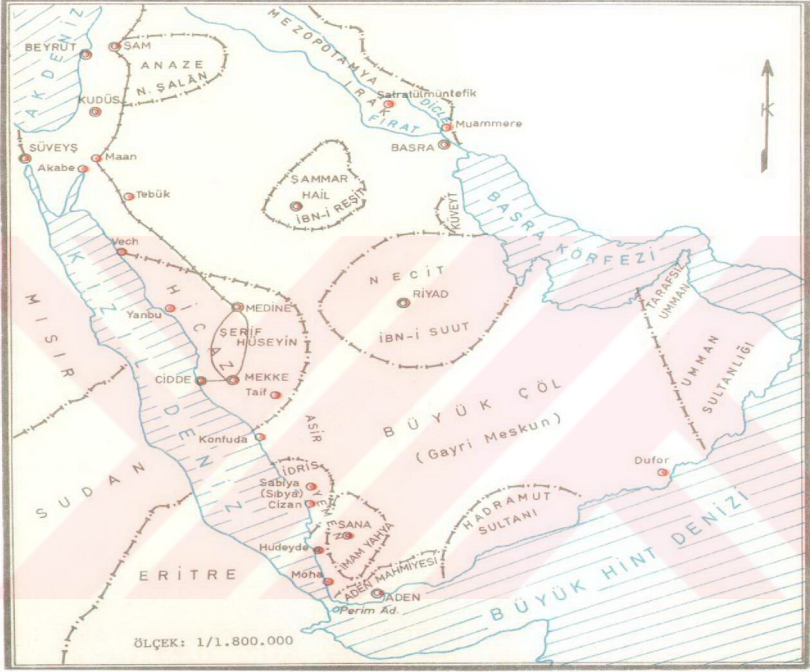 AKDENİZ
BEYRUT
ŞAM
ANAZE
N. ŞALÂN
KUDÜS
SÜVEYŞ
Maan
Akabe
Tebük
MEZOPOTAMYA
IRAK
Satratülmüntefik
DİCLE
FIRAT
Muammere
BASRA
K
ŞAMMAR
HAİL
İBN-İ REŞİT
KÜVEYT
BASRA KÖRFEZİ
Vech
HİCAZ
Yanbu
MEDİNE
ŞERİF
HÜSEYİN
CİDDE
MEKKE
Taif
NECİT
RİYAD
İBN-İ SUUT
TARAFSIZ
UMMAN
UMMAN
SULTANLIĞI
MISIR
KIZIL DENİZ
BÜYÜK ÇÖL
(Gayri Meskun)
ASİR
Konfuda
SUDAN
İDRİS
Sabiya
(Sıbya)
Cizan
YEMEN
SANA
İMAM YAHYA
Hudeyde
HADRAMUT
SULTANI
Dufor
ERİTRE
Moha
ADEN MAHMİYESİ
ADEN
Perim Ad.
BÜYÜK HİNT DENİZİ
ÖLÇEK: 1/1.800.000